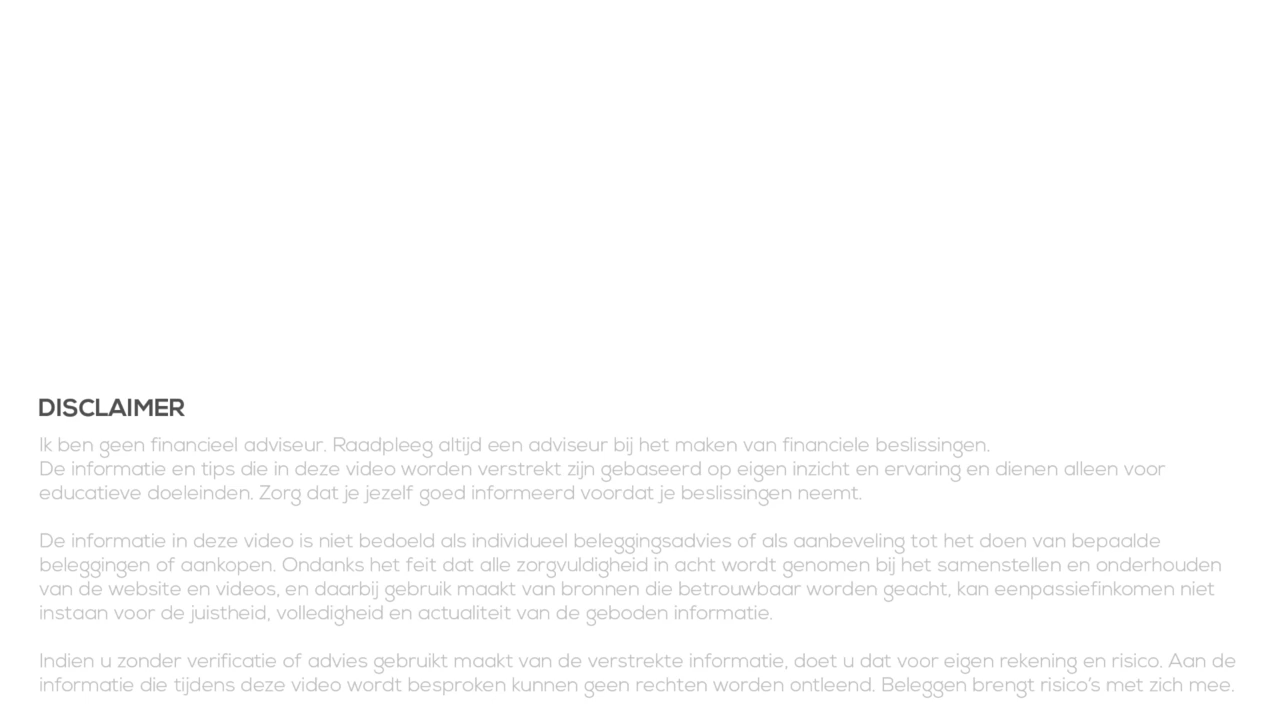 DISCLAIMER
Ik ben geen financieel adviseur. Raadpleeg altijd een adviseur bij het maken van financiele beslissingen.
De informatie en tips die in deze video worden verstrekt zijn gebaseerd op eigen inzicht en ervaring en dienen alleen voor
educatieve doeleinden. Zorg dat je jezelf goed informeerd voordat je beslissingen neemt.
De informatie in deze video is niet bedoeld als individueel beleggingsadvies of als aanbeveling tot het doen van bepaalde
beleggingen of aankopen. Ondanks het feit dat alle zorgvuldigheid in acht wordt genomen bij het samenstellen en onderhouden
van de website en videos, en daarbij gebruik maakt van bronnen die betrouwbaar worden geacht, kan eenpassiefinkomen niet
instaan voor de juistheid, volledigheid en actualiteit van de geboden informatie.
Indien u zonder verificatie of advies gebruikt maakt van de verstrekte informatie, doet u dat voor eigen rekening en risico. Aan de
informatie die tijdens deze video wordt besproken kunnen geen rechten worden ontleend. Beleggen brengt risico's met zich mee.